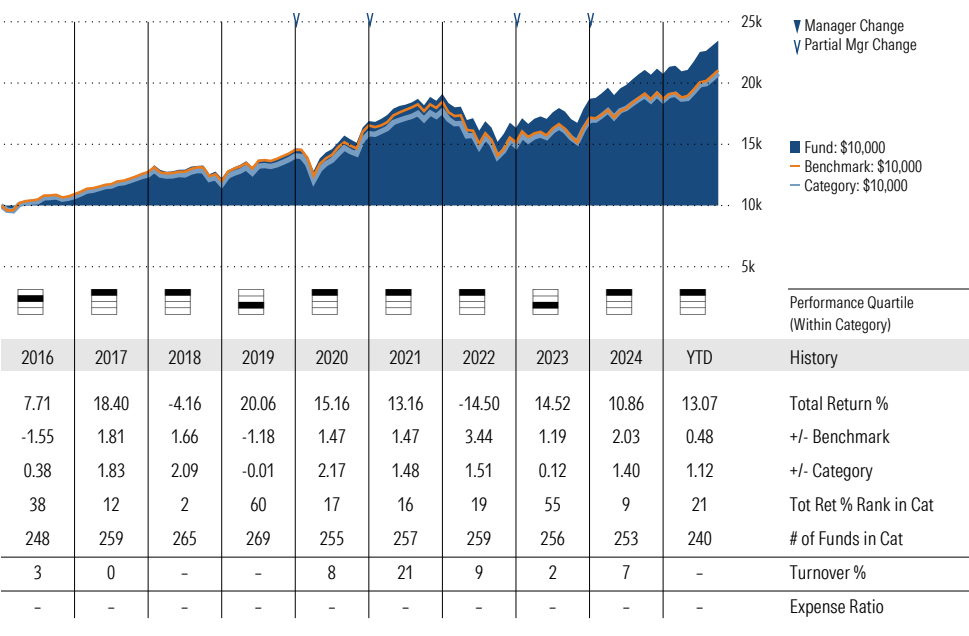 25k
▼ Manager Change
∨ Partial Mgr Change
20k
15k
Fund: $10,000
Benchmark: $10,000
Category: $10,000
10k
5k
Performance Quartile
(Within Category)
2016 2017 2018 2019 2020 2021 2022 2023 2024 YTD History
7.71 18.40 -4.16 20.06 15.16 13.16 -14.50 14.52 10.86 13.07 Total Return %
-1.55 1.81 1.66 -1.18 1.47 1.47 3.44 1.19 2.03 0.48 +/- Benchmark
0.38 1.83 2.09 -0.01 2.17 1.48 1.51 0.12 1.40 1.12 +/- Category
38 12 2 60 17 16 19 55 9 21 Tot Ret % Rank in Cat
248 259 265 269 255 257 259 256 253 240 # of Funds in Cat
3 0 – – 8 21 9 2 7 – Turnover %
– – – – – – – – – – Expense Ratio